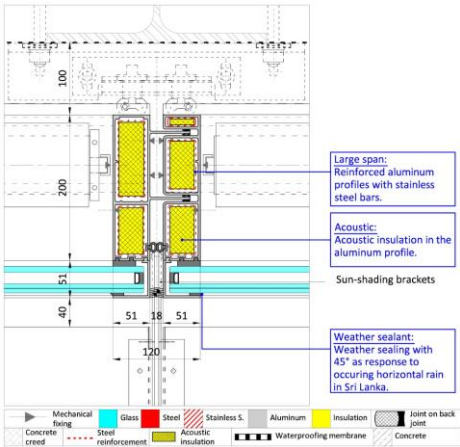 100
200
51
40
51 18 51
120
Large span:
Reinforced aluminum
profiles with stainless
steel bars.
Acoustic:
Acoustic insulation in the
aluminum profile.
Sun-shading brackets
Weather sealant:
Weather sealing with
45° as response to
occuring horizontal rain
in Sri Lanka.
Mechanical
fixing
Glass
Steel
Stainless S.
Aluminum
Insulation
Joint on back
joint
Concrete
creed
Steel
reinforcement
Acoustic
insulation
Waterproofing membrane
Concrete